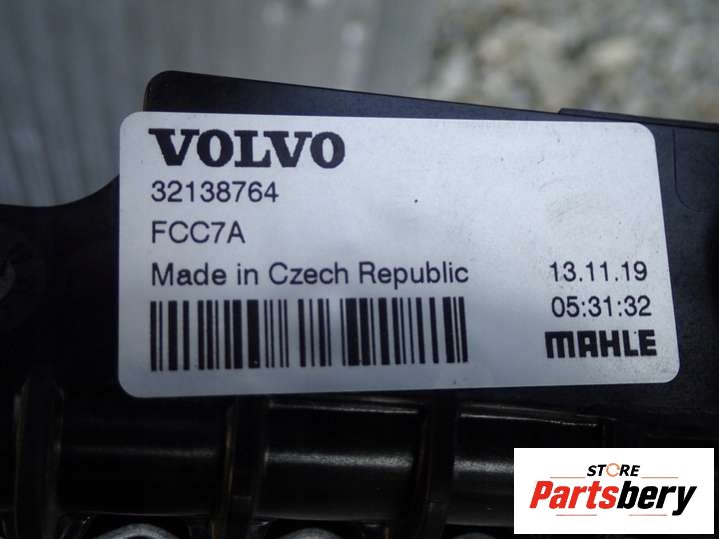 VOLVO
32138764
FCC7A
Made in Czech Republic 13.11.19
05:31:32
MAHLE
STORE
Partsbery